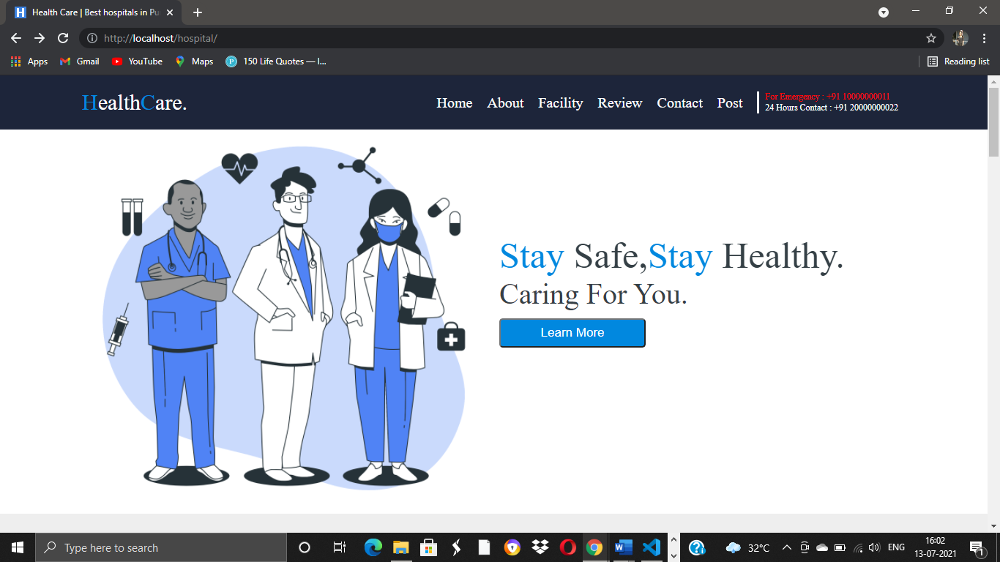 Health Care | Best hospitals in Pu
http://localhost/hospital/
Apps Gmail YouTube Maps 150 Life Quotes — I... Reading list
HealthCare.
Home About Facility Review Contact Post
For Emergency : +91 10000000011
24 Hours Contact : +91 20000000022
Stay Safe,Stay Healthy.
Caring For You.
Learn More
Type here to search
32°C
ENG
16:02
13-07-2021
1